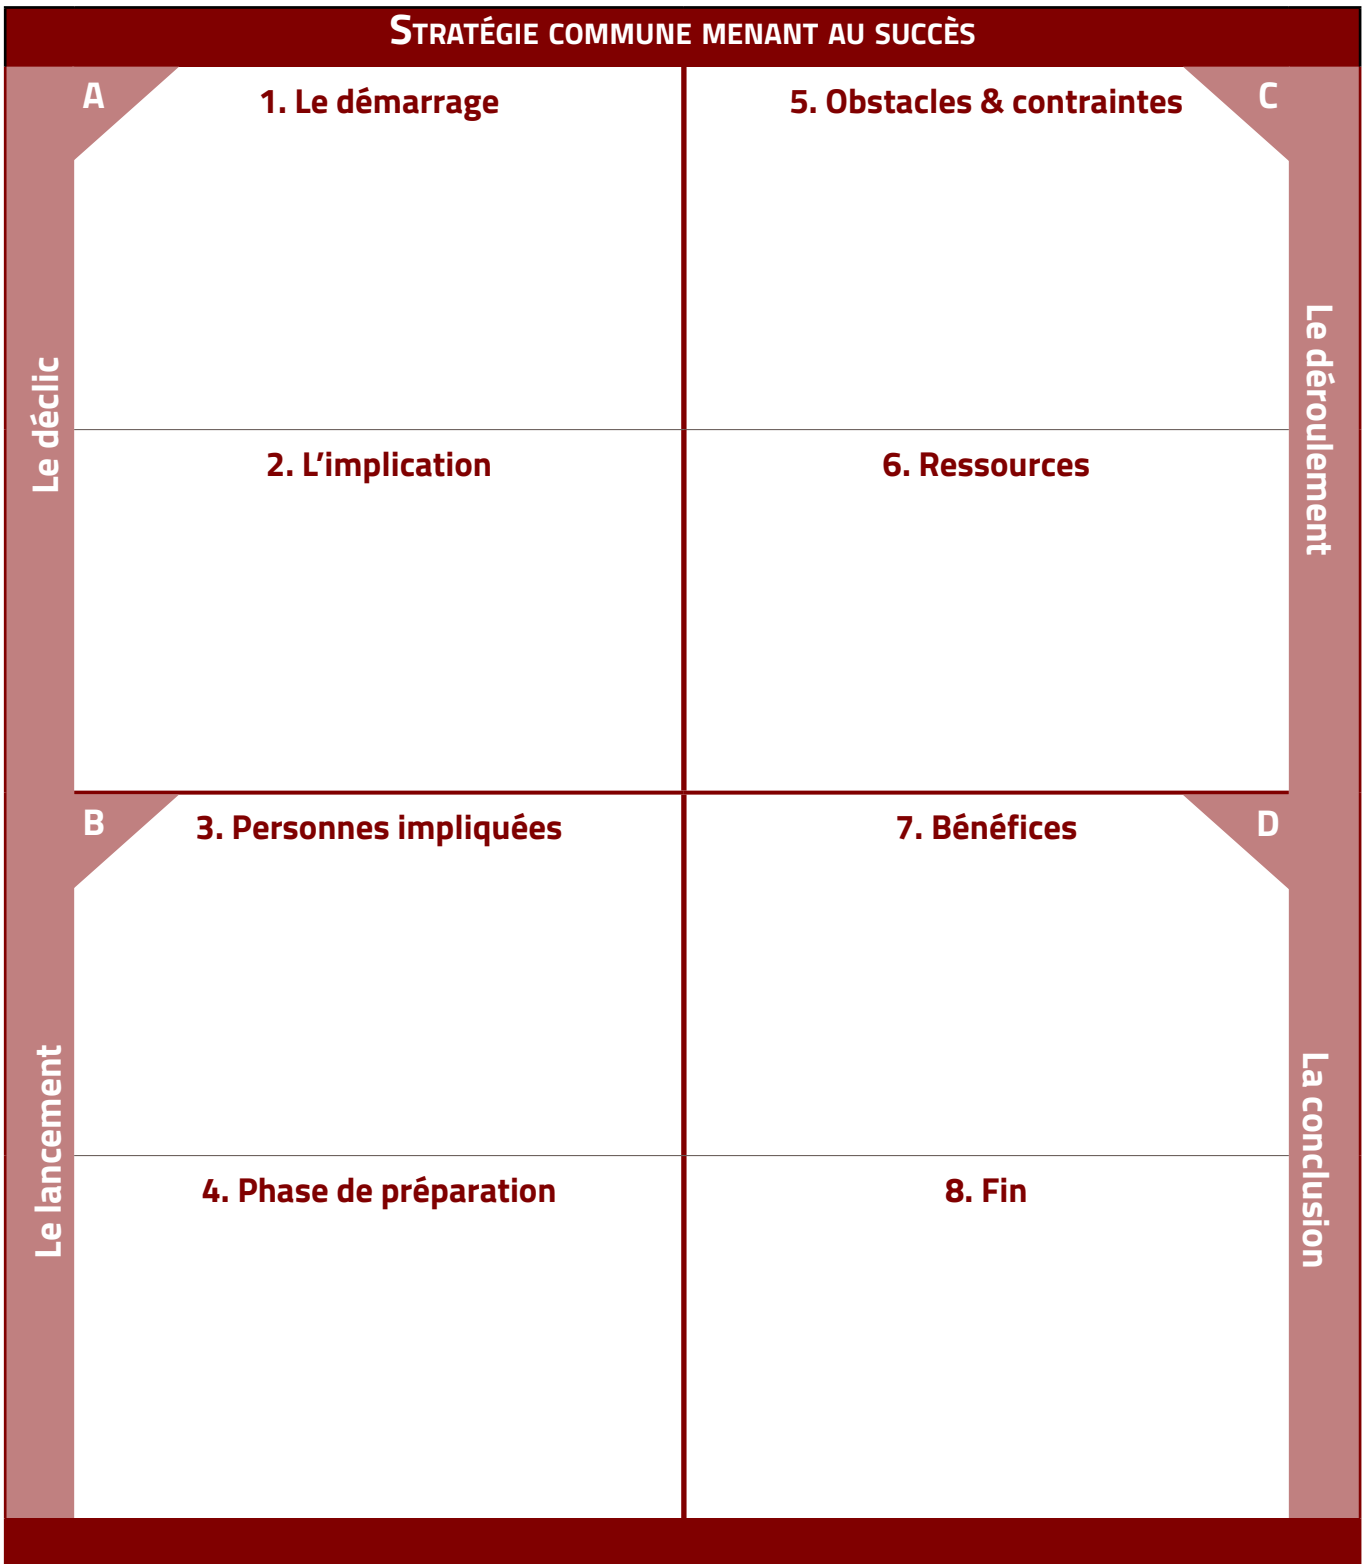 Stratégie commune menant au succès
A
1. Le démarrage
Le déclic
2. L’implication
B
3. Personnes impliquées
Le lancement
4. Phase de préparation
5. Obstacles & contraintes
C
Le déroulement
6. Ressources
7. Bénéfices
D
La conclusion
8. Fin